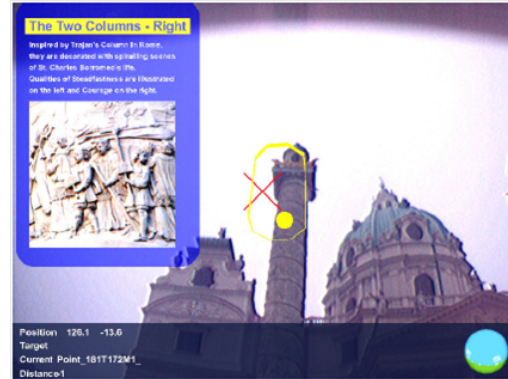 The Two Columns - Right
Inspired by Trajan's Column in Rome,
they are decorated with spiralling scenes
of St. Charles Borromeo's life.
Qualities of Steadfastness are illustrated
on the left and Courage on the right.
Position 126.1 -13.6
Target
Current Point_181T172M1_
Distance-1